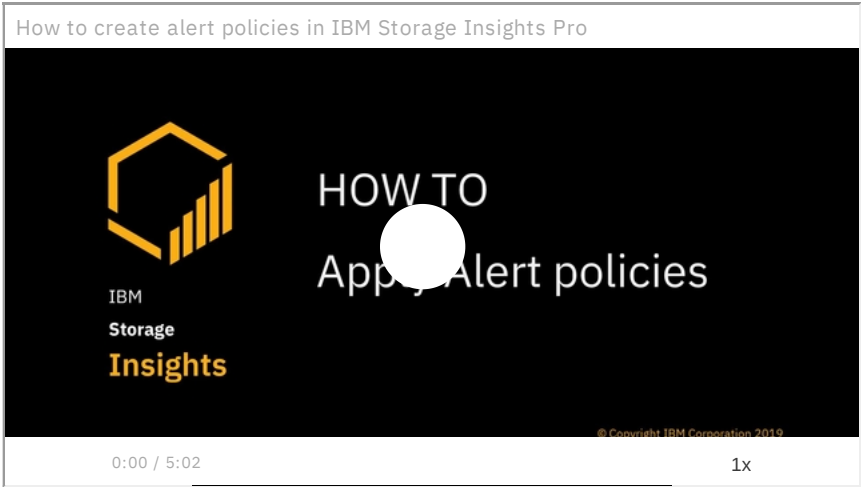 How to create alert policies in IBM Storage Insights Pro
HOW TO
Apply Alert policies
IBM
Storage
Insights
© Copyright IBM Corporation 2019
0:00 / 5:02
1x